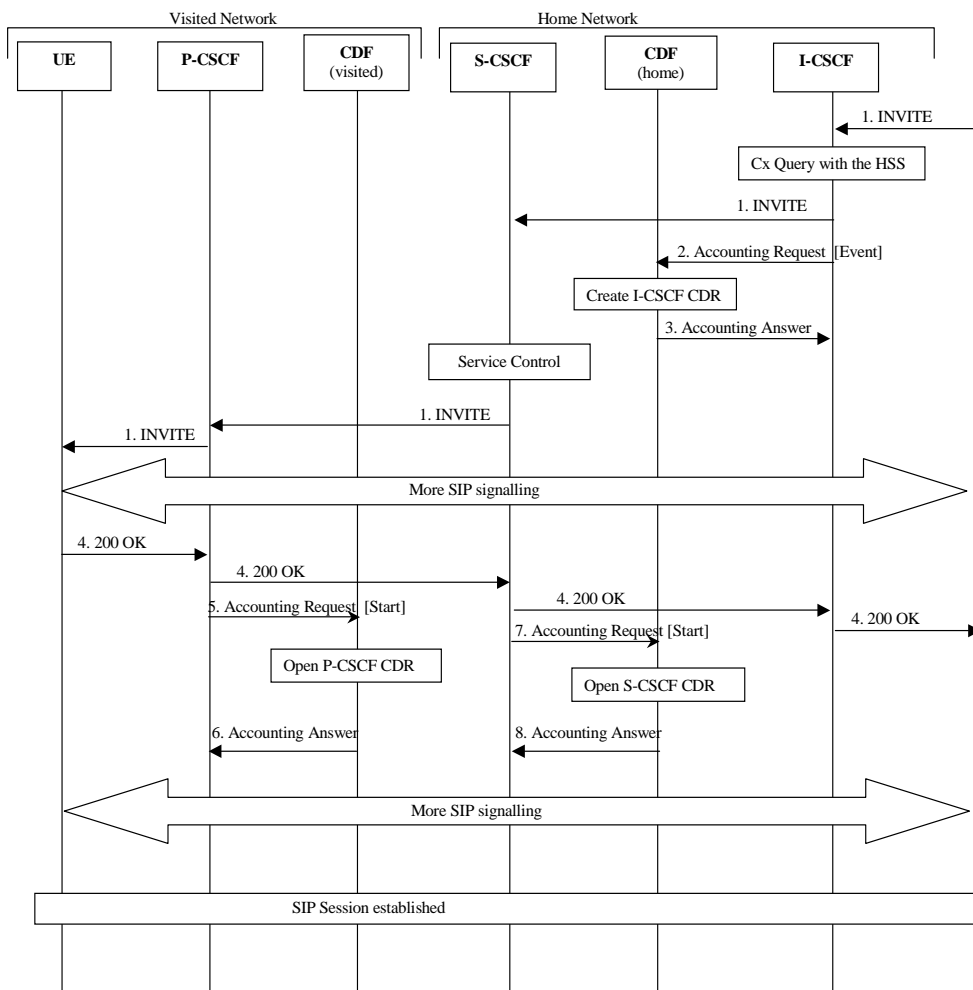 Visited Network
Home Network
UE
P-CSCF
CDF
(visited)
S-CSCF
CDF
(home)
I-CSCF
1. INVITE
Cx Query with the HSS
1. INVITE
2. Accounting Request [Event]
Create I-CSCF CDR
3. Accounting Answer
Service Control
1. INVITE
1. INVITE
More SIP signalling
4. 200 OK
4. 200 OK
4. 200 OK
5. Accounting Request [Start]
4. 200 OK
7. Accounting Request [Start]
Open P-CSCF CDR
Open S-CSCF CDR
6. Accounting Answer
8. Accounting Answer
More SIP signalling
SIP Session established